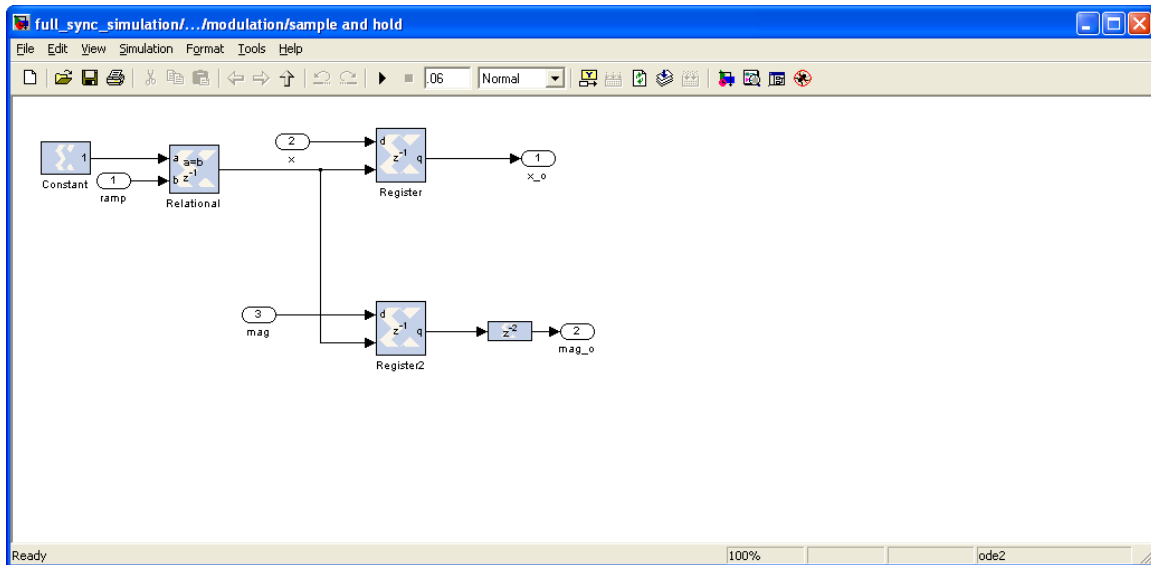 full_sync_simulation/.../modulation/sample and hold
File Edit View Simulation Format Tools Help
.06 Normal
2
x
d
z-1 q
1
x_o
Register
1
Constant
a
a=b
b z-1
1
ramp
Relational
3
mag
d
z-1 q
Register2
z-2
2
mag_o
Ready 100% ode2